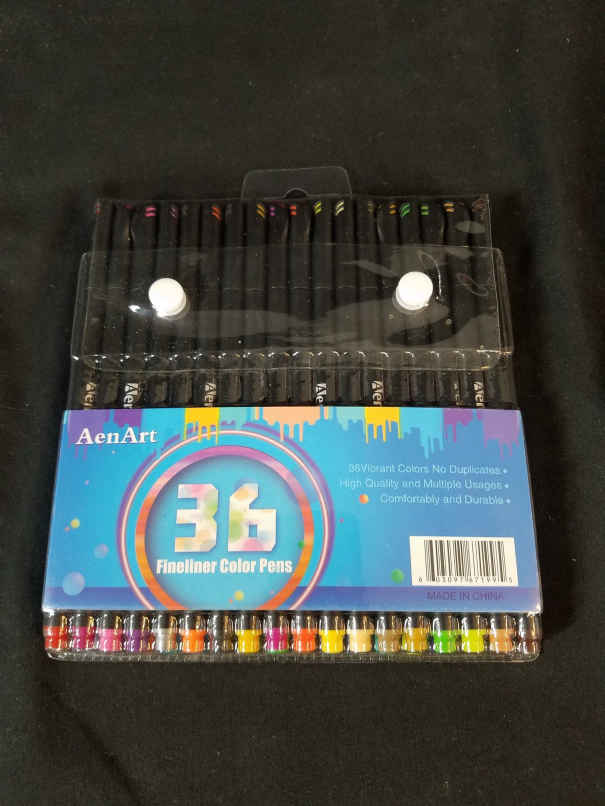 AenArt
36Vibrant Colors No Duplicates
High Quality and Multiple Usages
Comfortably and Durable
36
Fineliner Color Pens
MADE IN CHINA